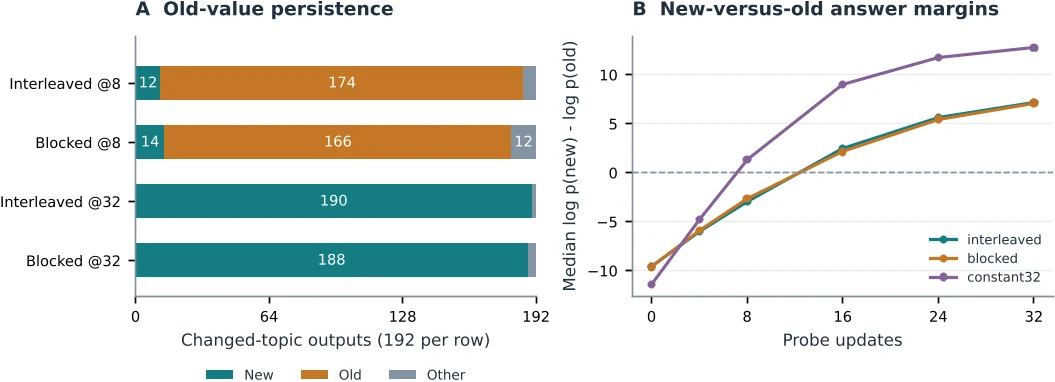 A Old-value persistence
Interleaved @8
12
174
Blocked @8
14
166
12
Interleaved @32
190
Blocked @32
188
0
64
128
192
Changed-topic outputs (192 per row)
New
Old
Other
B New-versus-old answer margins
Median log p(new) - log p(old)
10
5
0
−5
−10
interleaved
blocked
constant32
0
8
16
24
32
Probe updates